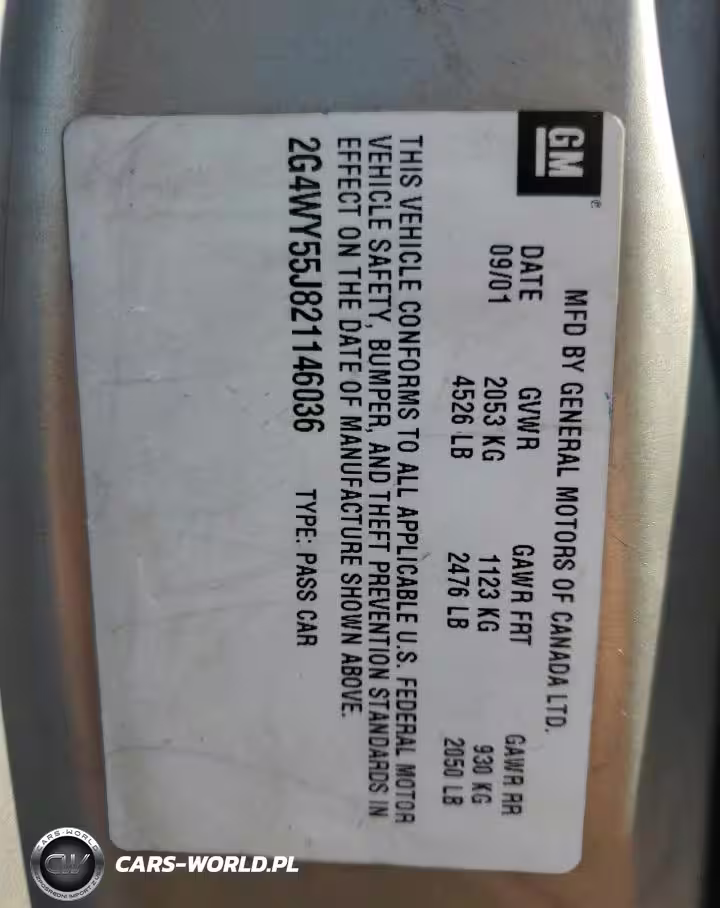 GM
MFD BY GENERAL MOTORS OF CANADA LTD.
DATE GVWR GAWR FRT GAWR RR
09/01 2053 KG 1123 KG 930 KG
4526 LB 2476 LB 2050 LB
THIS VEHICLE CONFORMS TO ALL APPLICABLE U.S. FEDERAL MOTOR
VEHICLE SAFETY, BUMPER, AND THEFT PREVENTION STANDARDS IN
EFFECT ON THE DATE OF MANUFACTURE SHOWN ABOVE.
2G4WY55J821146036 TYPE: PASS CAR
CARS-WORLD
CW
CARS-WORLD.PL